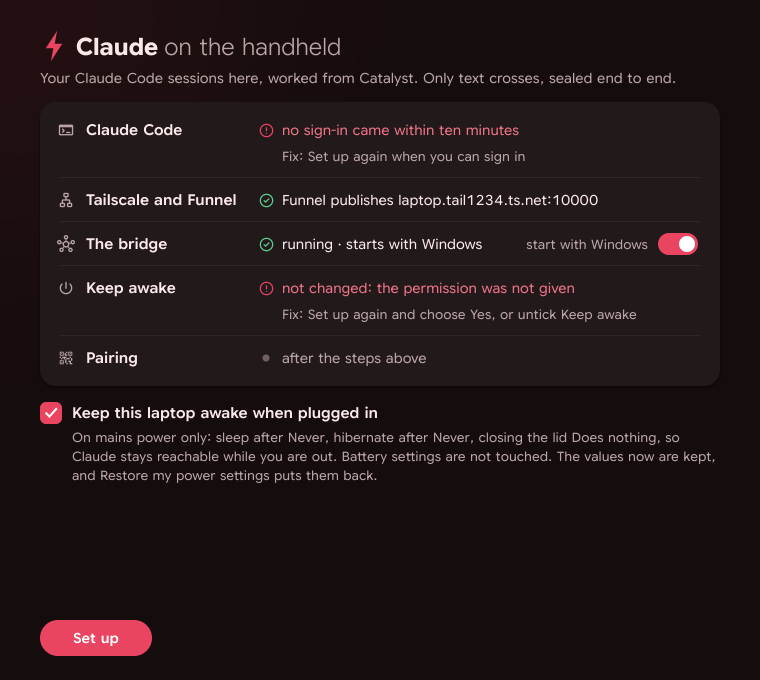 Claude on the handheld
Your Claude Code sessions here, worked from Catalyst. Only text crosses, sealed end to end.
Claude Code
no sign-in came within ten minutes
Fix: Set up again when you can sign in
Tailscale and Funnel
Funnel publishes laptop.tail1234.ts.net:10000
The bridge
running · starts with Windows
start with Windows
Keep awake
not changed: the permission was not given
Fix: Set up again and choose Yes, or untick Keep awake
Pairing
after the steps above
Keep this laptop awake when plugged in
On mains power only: sleep after Never, hibernate after Never, closing the lid Does nothing, so
Claude stays reachable while you are out. Battery settings are not touched. The values now are kept,
and Restore my power settings puts them back.
Set up